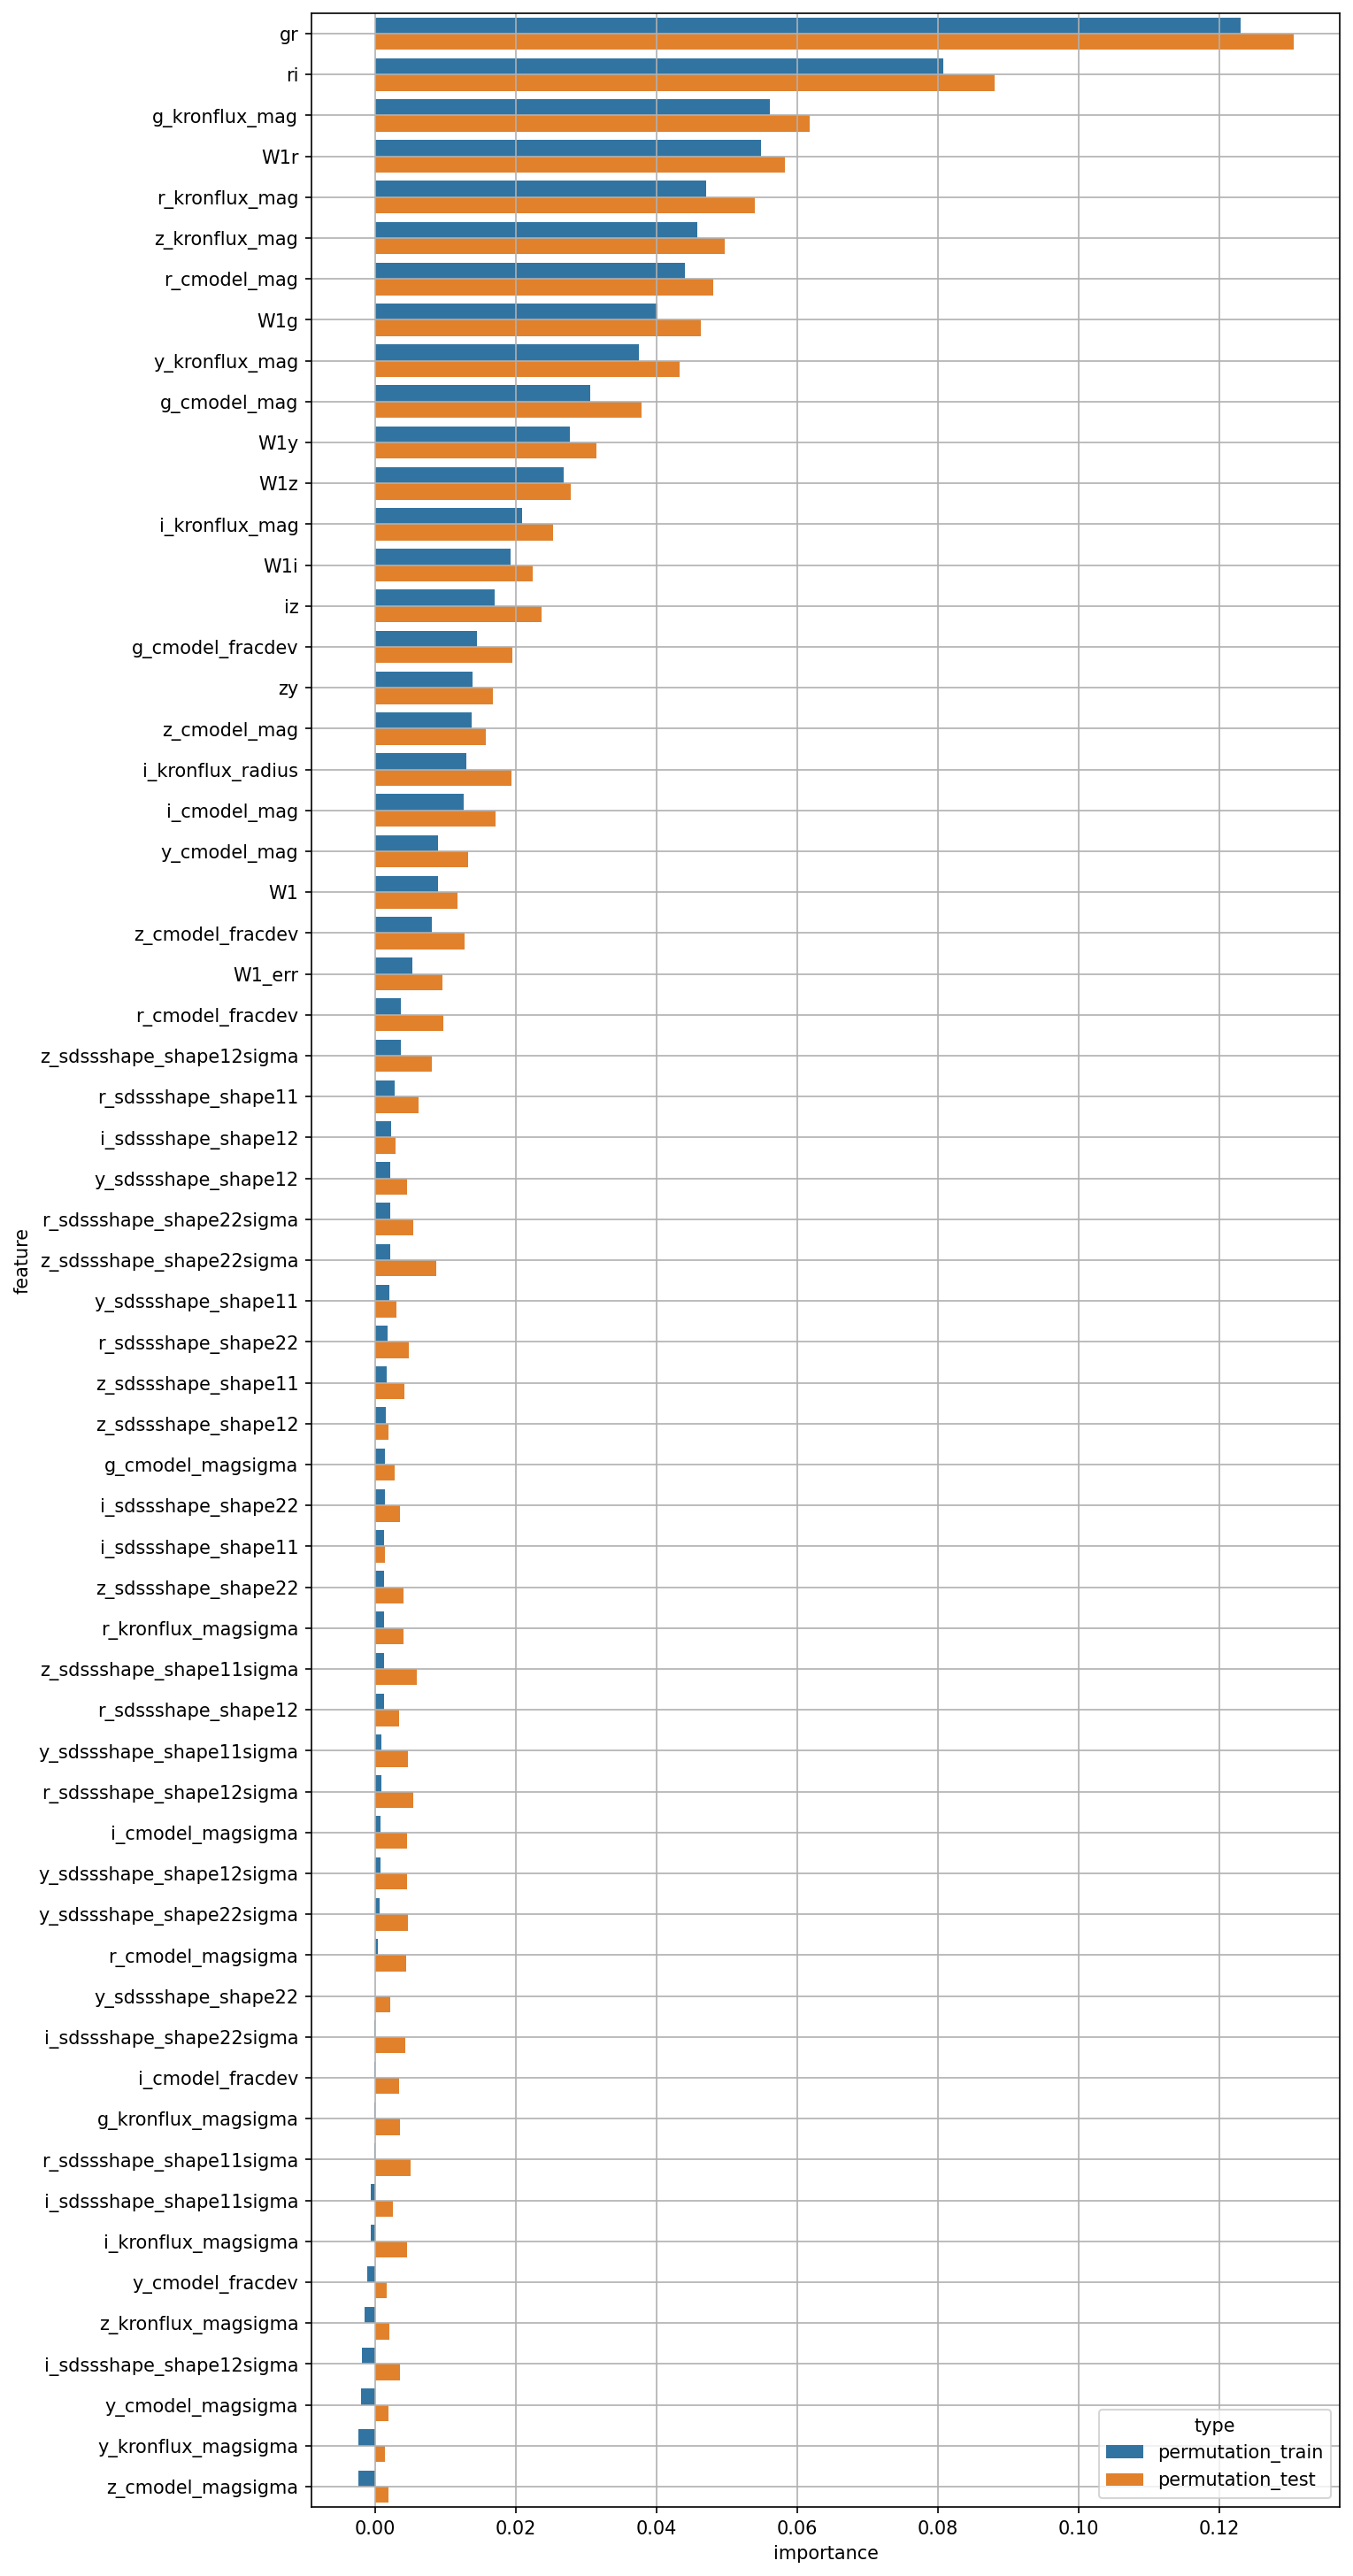 gr
ri
g_kronflux_mag
W1r
r_kronflux_mag
z_kronflux_mag
r_cmodel_mag
W1g
y_kronflux_mag
g_cmodel_mag
W1y
W1z
i_kronflux_mag
W1i
iz
g_cmodel_fracdev
zy
z_cmodel_mag
i_kronflux_radius
i_cmodel_mag
y_cmodel_mag
W1
z_cmodel_fracdev
W1_err
r_cmodel_fracdev
z_sdssshape_shape12sigma
r_sdssshape_shape11
i_sdssshape_shape12
y_sdssshape_shape12
r_sdssshape_shape22sigma
z_sdssshape_shape22sigma
y_sdssshape_shape11
r_sdssshape_shape22
z_sdssshape_shape11
z_sdssshape_shape12
g_cmodel_magsigma
i_sdssshape_shape22
i_sdssshape_shape11
z_sdssshape_shape22
r_kronflux_magsigma
z_sdssshape_shape11sigma
r_sdssshape_shape12
y_sdssshape_shape11sigma
r_sdssshape_shape12sigma
i_cmodel_magsigma
y_sdssshape_shape12sigma
y_sdssshape_shape22sigma
r_cmodel_magsigma
y_sdssshape_shape22
i_sdssshape_shape22sigma
i_cmodel_fracdev
g_kronflux_magsigma
r_sdssshape_shape11sigma
i_sdssshape_shape11sigma
i_kronflux_magsigma
y_cmodel_fracdev
z_kronflux_magsigma
i_sdssshape_shape12sigma
y_cmodel_magsigma
y_kronflux_magsigma
z_cmodel_magsigma
feature
type
permutation_train
permutation_test
0.00 0.02 0.04 0.06 0.08 0.10 0.12
importance